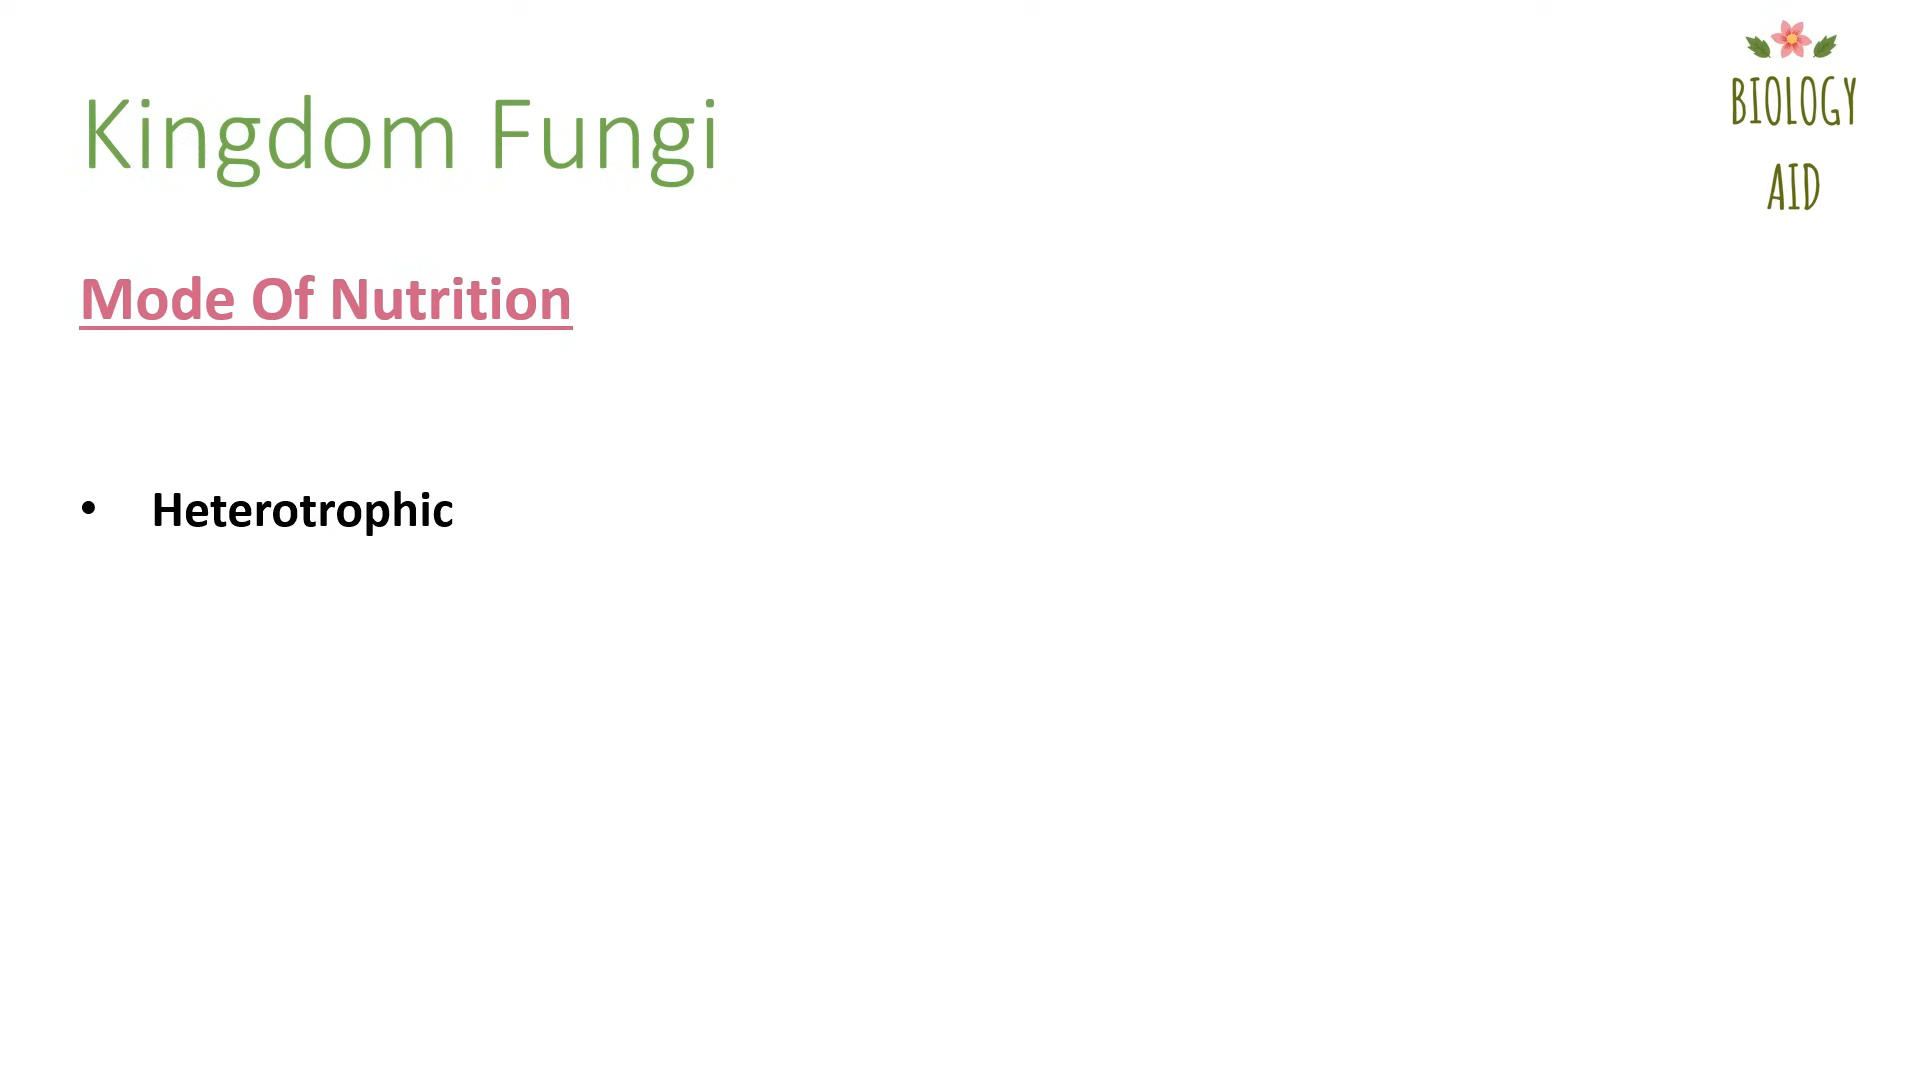 Kingdom Fungi
BIOLOGY
AID
Mode Of Nutrition
• Heterotrophic